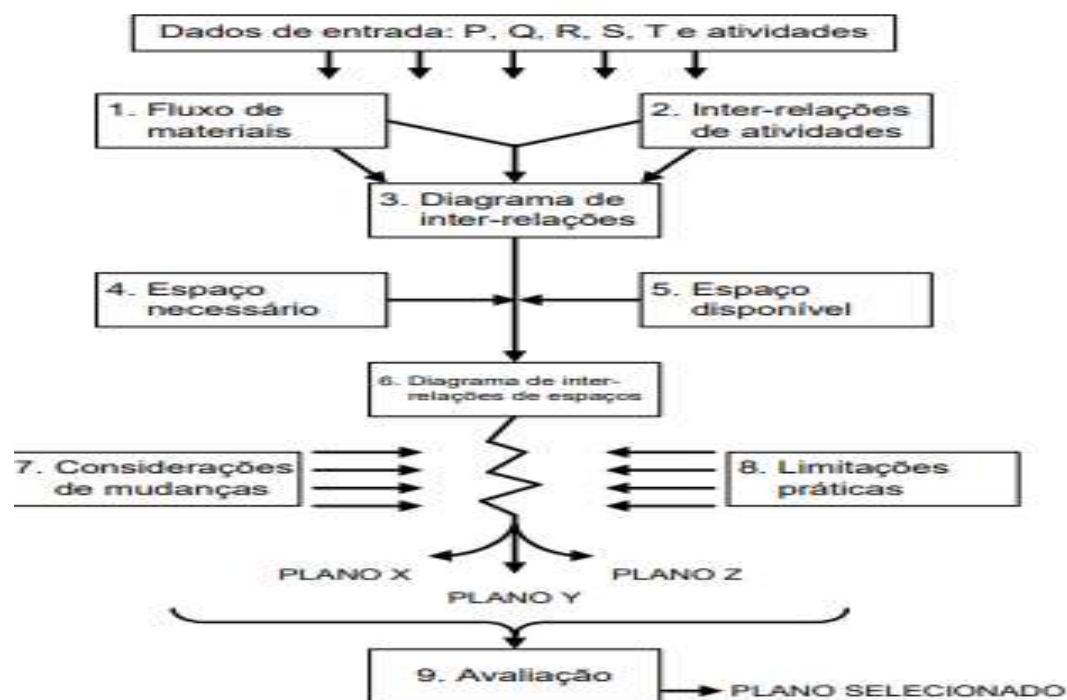 Dados de entrada: P, Q, R, S, T e atividades
1. Fluxo de
materiais
2. Inter-relações
de atividades
3. Diagrama de
inter-relações
4. Espaço
necessário
5. Espaço
disponível
6. Diagrama de inter-
relações de espaços
7. Considerações
de mudanças
8. Limitações
práticas
PLANO X
PLANO Z
PLANO Y
9. Avaliação
PLANO SELECIONADO